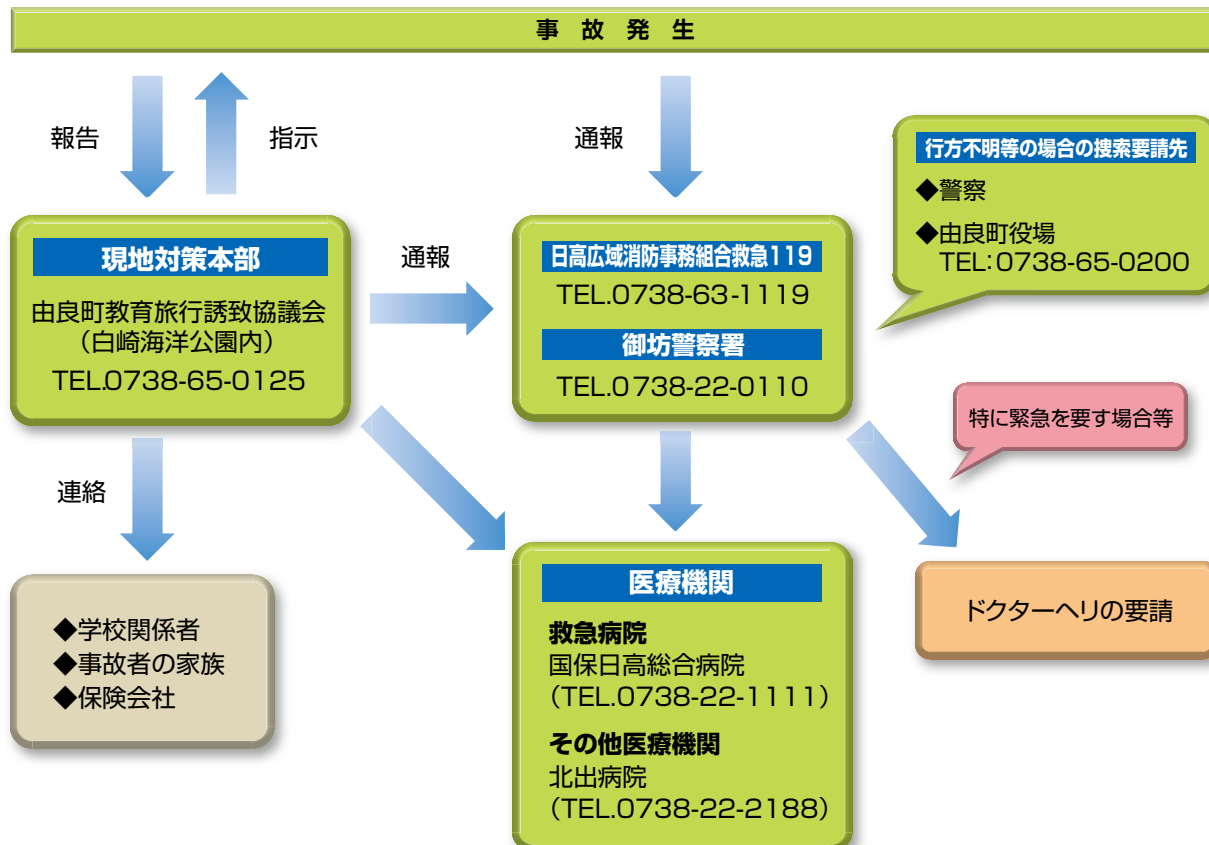 事故発生
報告
指示
通報
行方不明等の場合の捜索要請先
◆警察
◆由良町役場
TEL:0738-65-0200
現地対策本部
由良町教育旅行誘致協議会
(白崎海洋公園内)
TEL.0738-65-0125
通報
日高広域消防事務組合救急119
TEL.0738-63-1119
御坊警察署
TEL.0738-22-0110
特に緊急を要す場合等
連絡
◆学校関係者
◆事故者の家族
◆保険会社
医療機関
救急病院
国保日高総合病院
(TEL.0738-22-1111)
その他医療機関
北出病院
(TEL.0738-22-2188)
ドクターヘリの要請